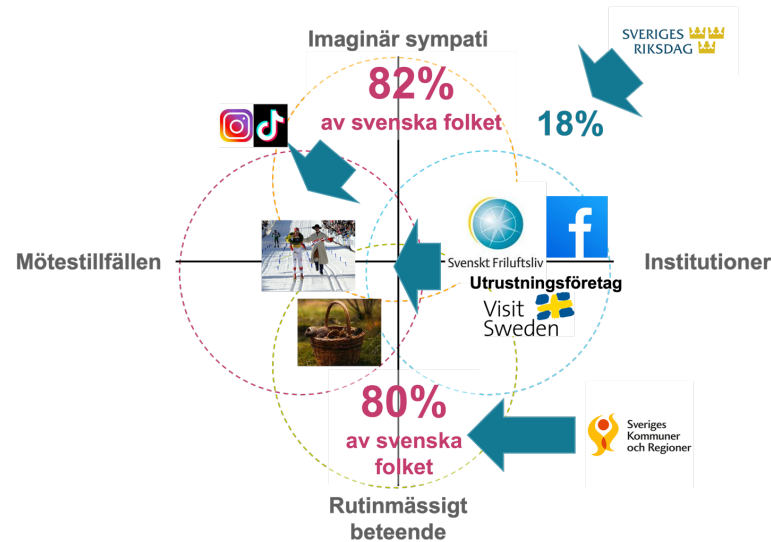 Imaginär sympati
SVERIGES
RIKSDAG
82%
av svenska folket
18%
Mötestillfällen
Institutioner
Svenskt Friluftsliv
Utrustningsföretag
Visit
Sweden
80%
av svenska
folket
Sveriges
Kommuner
och Regioner
Rutinmässigt
beteende